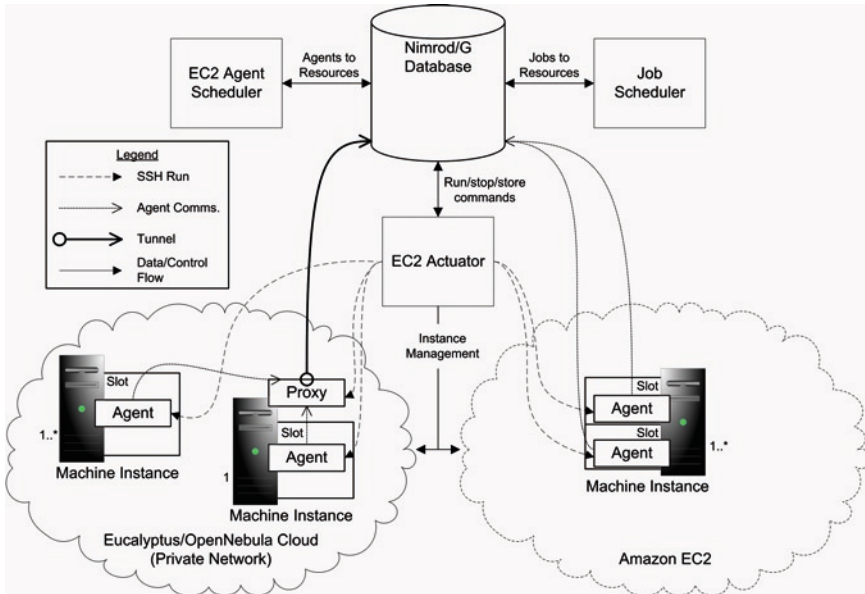 Nimrod/G
Database
EC2 Agent
Scheduler
Agents to
Resources
Jobs to
Resources
Job
Scheduler
Legend
SSH Run
Agent Comms.
Tunnel
Data/Control
Flow
Run/stop/store
commands
EC2 Actuator
Instance
Management
Slot
Agent
1..*
Machine Instance
Proxy
Slot
Agent
1
Machine Instance
Eucalyptus/OpenNebula Cloud
(Private Network)
Slot
Agent
Slot
Agent
1..*
Machine Instance
Amazon EC2